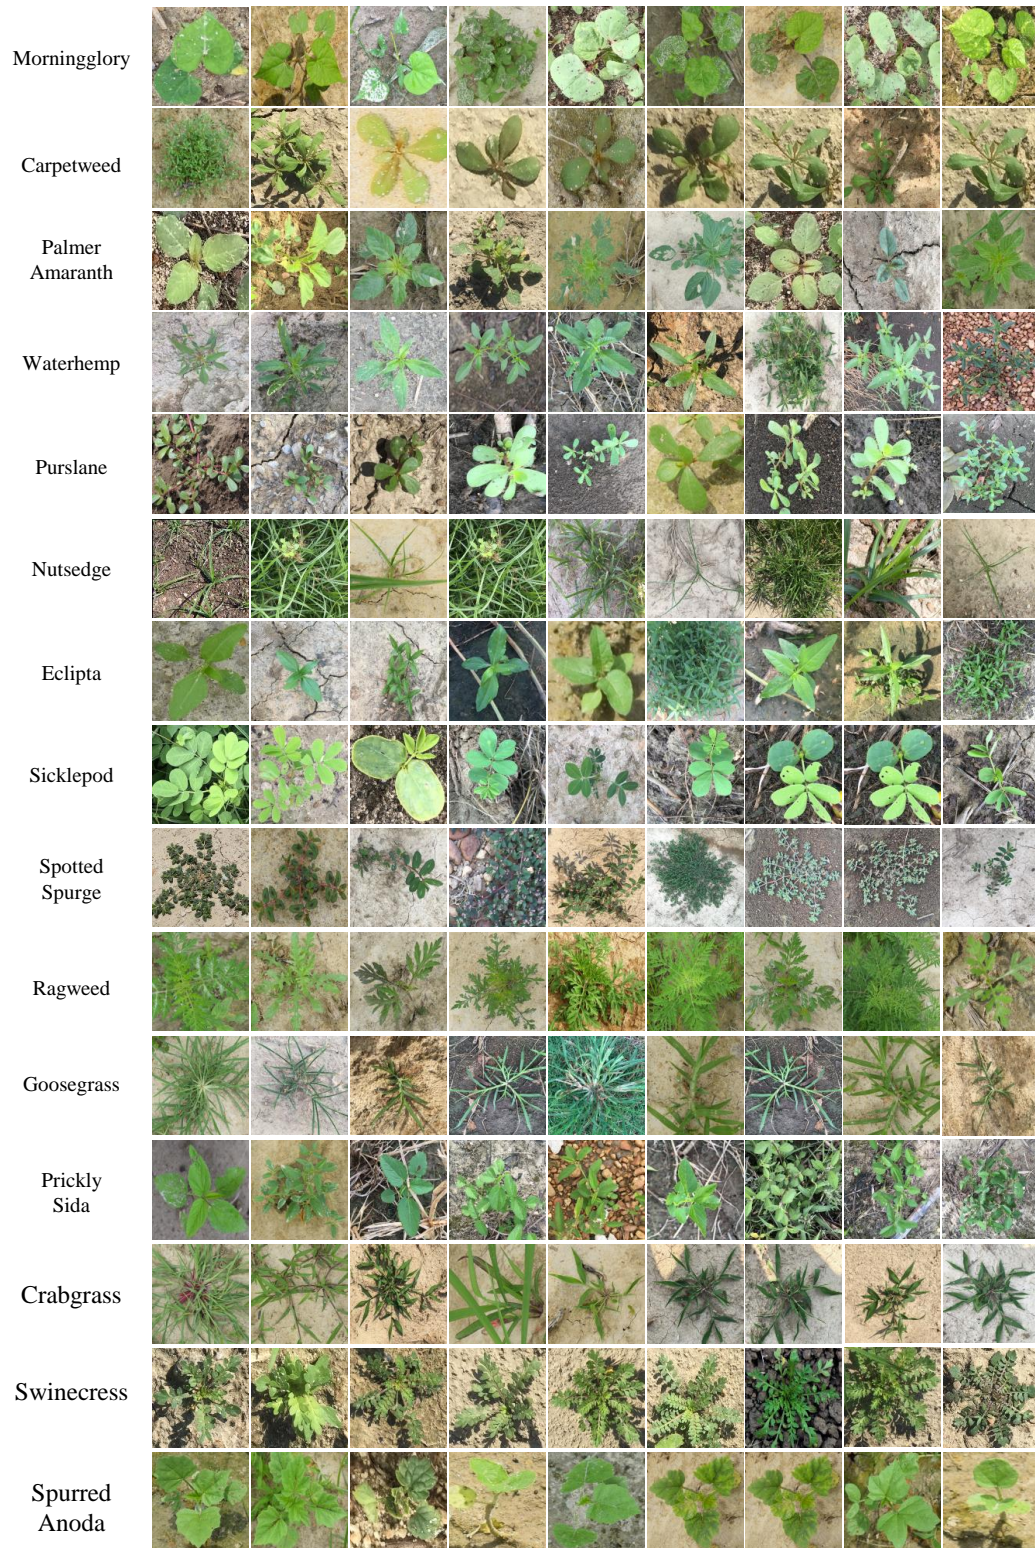 Morningglory
Carpetweed
Palmer
Amaranth
Waterhemp
Purslane
Nutsedge
Eclipta
Sicklepod
Spotted
Spurge
Ragweed
Goosegrass
Prickly
Sida
Crabgrass
Swinecress
Spurred
Anoda